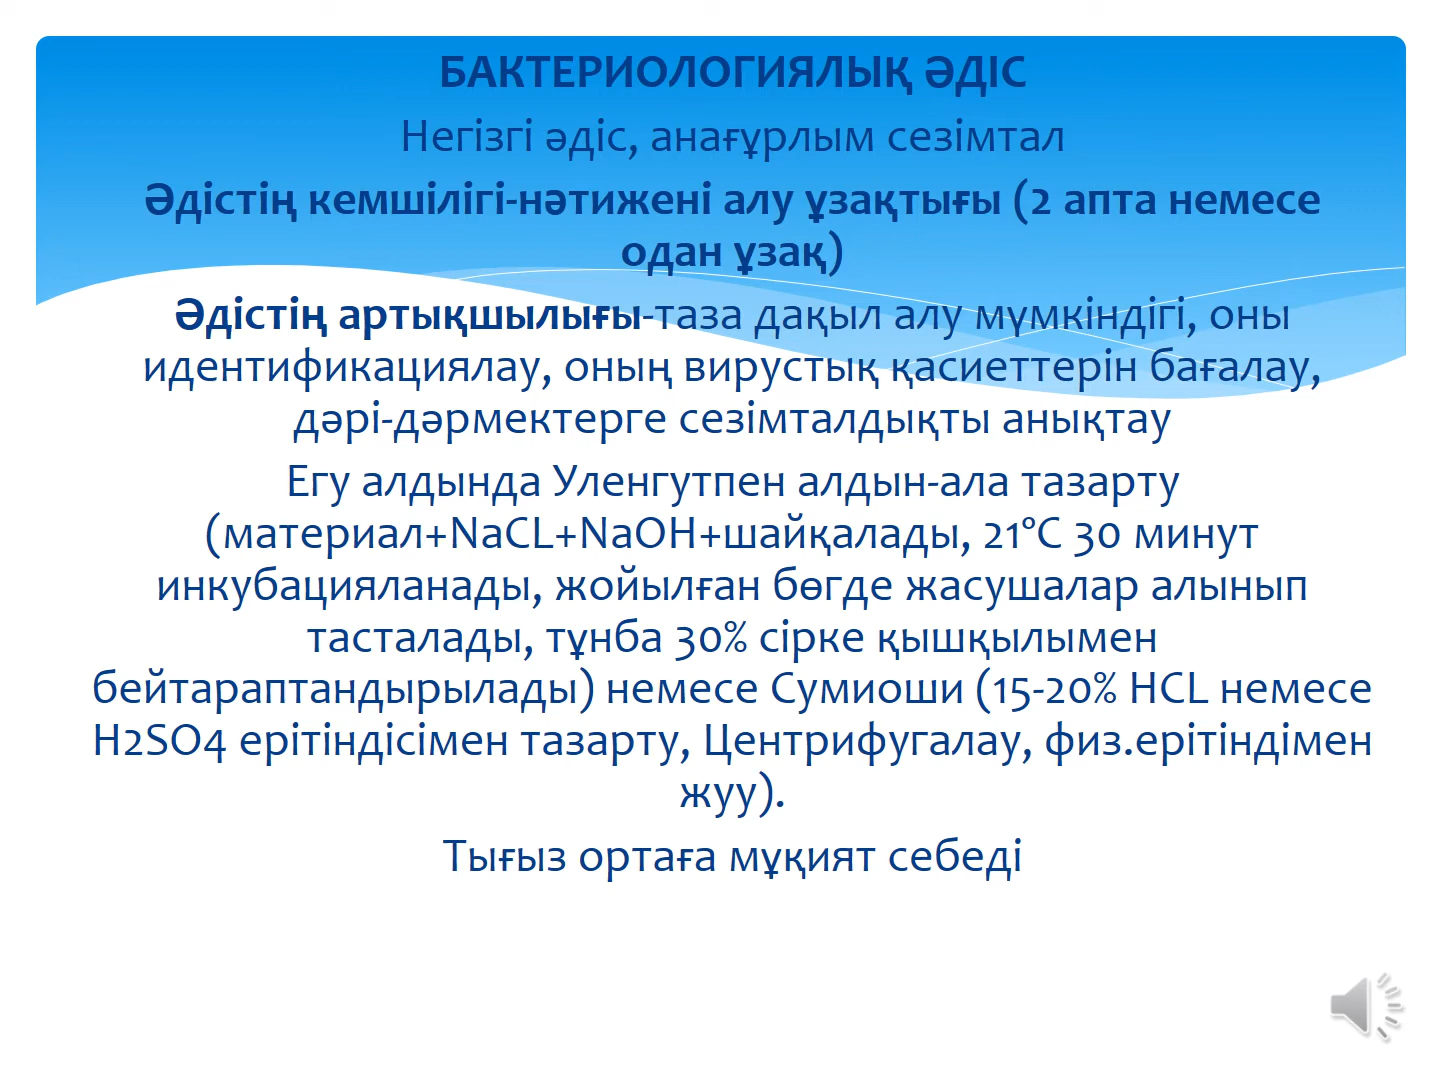 БАКТЕРИОЛОГИЯЛЫҚ ӘДІС
Негізгі әдіс, анағұрлым сезімтал
Әдістің кемшілігі-нәтижені алу ұзақтығы (2 апта немесе
одан ұзақ)
Әдістің артықшылығы-таза дақыл алу мүмкіндігі, оны
идентификациялау, оның вирустық қасиеттерін бағалау,
дәрі-дәрмектерге сезімталдықты анықтау
Егу алдында Уленгутпен алдын-ала тазарту
(материал+NaCL+NaOH+шайқалады, 21°С 30 минут
инкубацияланады, жойылған бөгде жасушалар алынып
тасталады, тұнба 30% сірке қышқылымен
бейтараптандырылады) немесе Сумиоши (15-20% HCL немесе
H2SO4 ерітіндісімен тазарту, Центрифугалау, физ.ерітіндімен
жуу).
Тығыз ортаға мұқият себеді